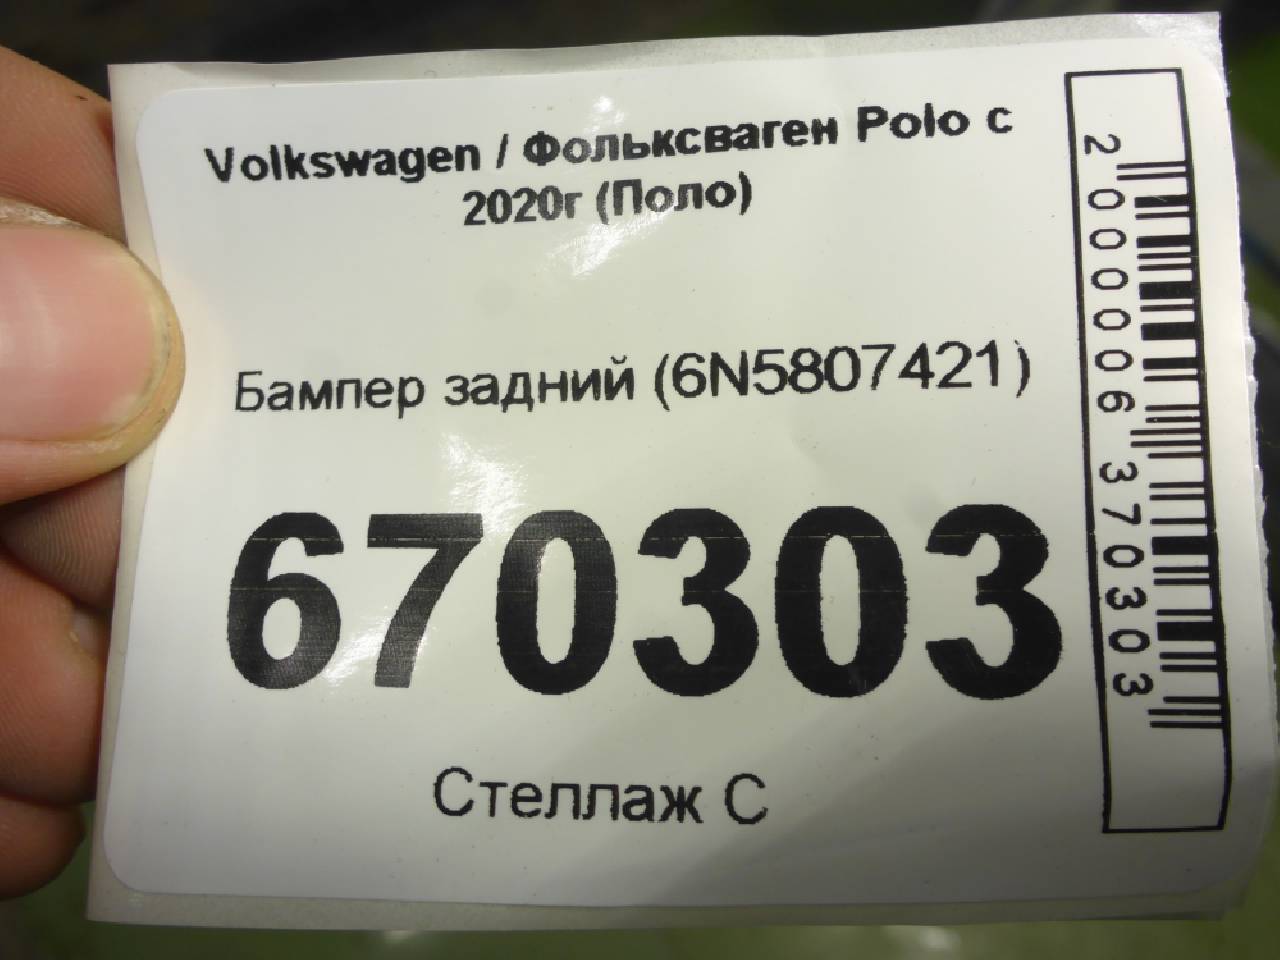 Volkswagen / Фольксваген Polo с
2020г (Поло)
Бампер задний (6N5807421)
670303
Стеллаж С
2000006370303